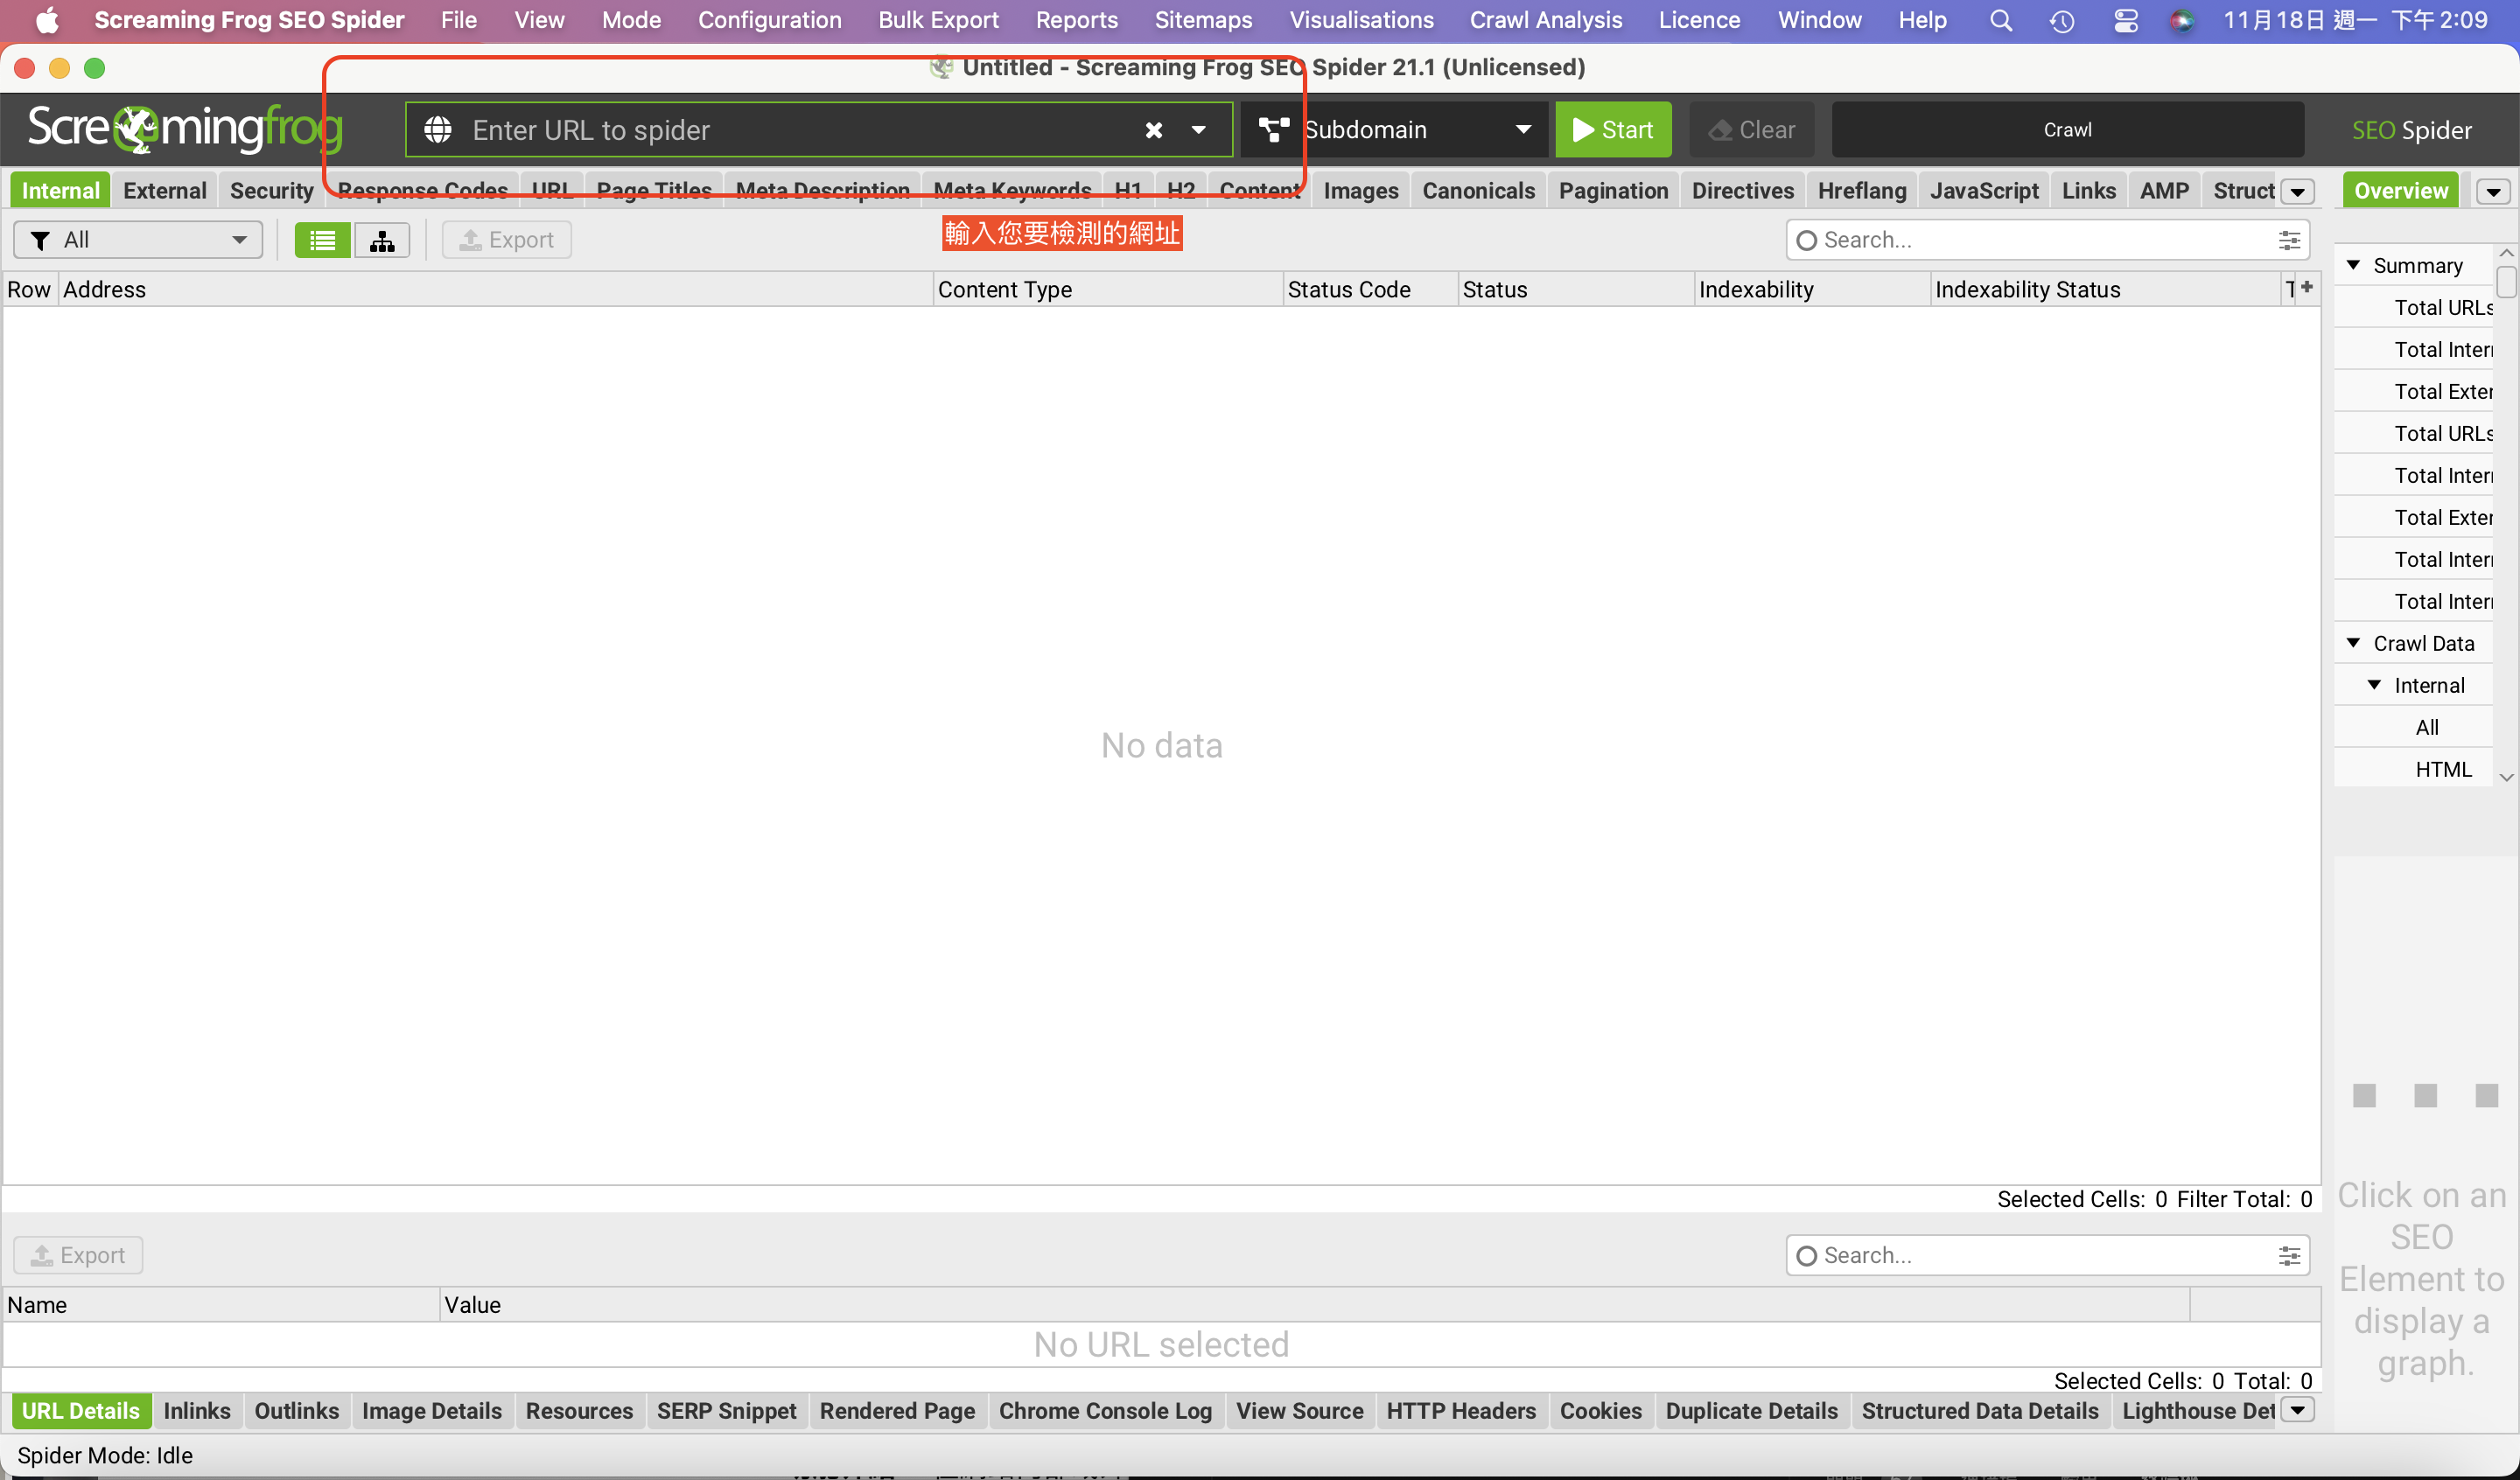 Screaming Frog SEO Spider File View Mode Configuration Bulk Export Reports Sitemaps Visualisations Crawl Analysis Licence Window Help 11月18日 週一 下午 2:09
Untitled - Screaming Frog SEO Spider 21.1 (Unlicensed)
Screamingfrog Enter URL to spider Subdomain Start Clear Crawl SEO Spider
Internal External Security Response Codes URL Page Titles Meta Description Meta Keywords H1 H2 Content Images Canonicals Pagination Directives Hreflang JavaScript Links AMP Struct Overview
輸入您要檢測的網址
All Export Search...
Row Address Content Type Status Code Status Indexability Indexability Status T
Summary
Total URLs
Total Inter
Total Exter
Total URLs
Total Inter
Total Exter
Total Inter
Total Inter
Crawl Data
Internal
All
HTML
No data
Selected Cells: 0 Filter Total: 0
Click on an
SEO
Element to
display a
graph.
Export Search...
Name Value
No URL selected
Selected Cells: 0 Total: 0
URL Details Inlinks Outlinks Image Details Resources SERP Snippet Rendered Page Chrome Console Log View Source HTTP Headers Cookies Duplicate Details Structured Data Details Lighthouse Det
Spider Mode: Idle